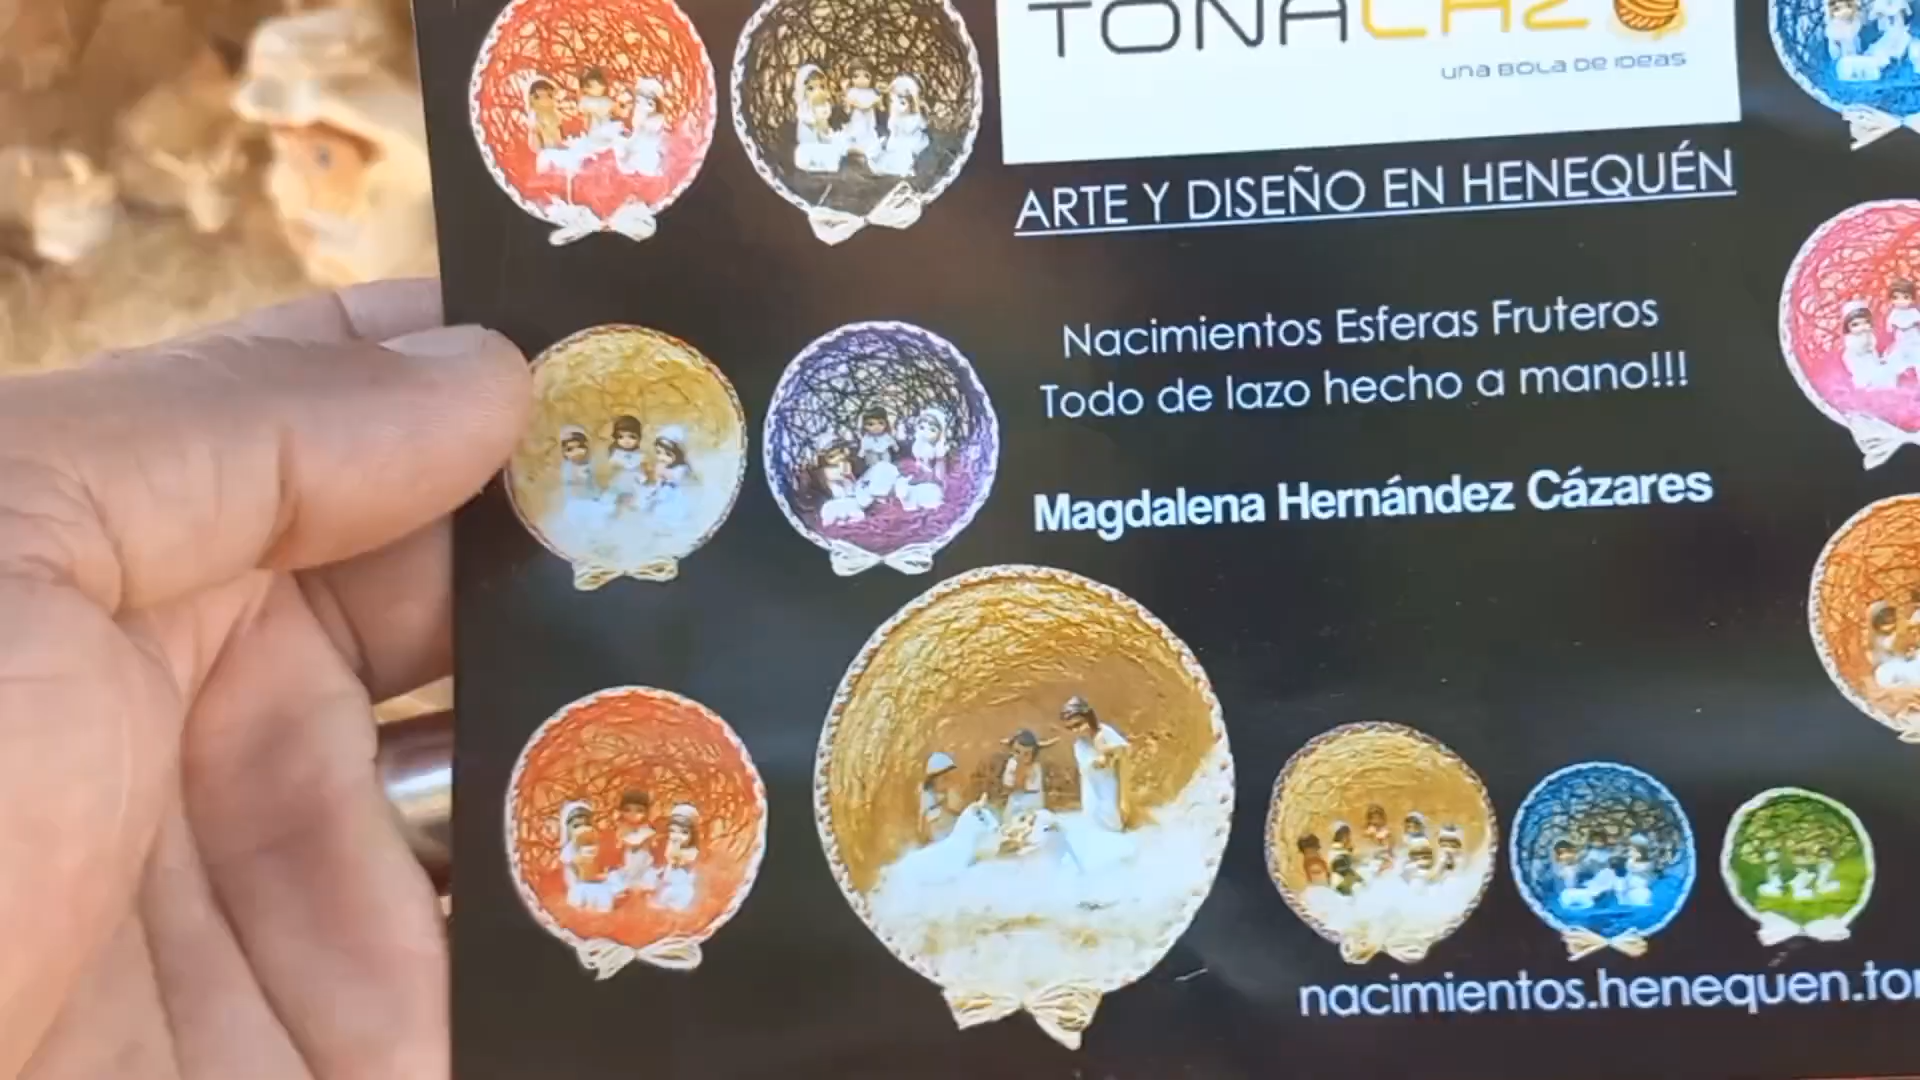 TONALAZO
UNA BOLA DE IDEAS
ARTE Y DISEÑO EN HENEQUÉN
Nacimientos Esferas Fruteros
Todo de lazo hecho a mano!!!
Magdalena Hernández Cázares
nacimientos.henequen.